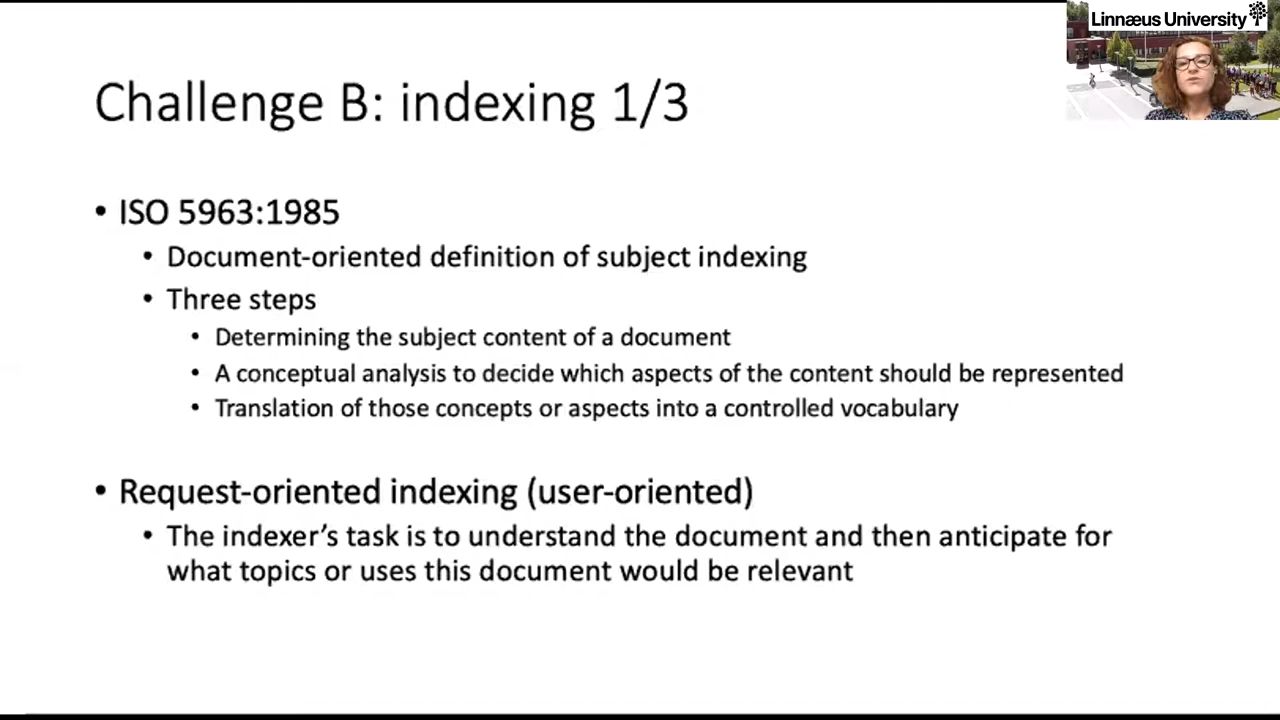 Linnæus University
Challenge B: indexing 1/3
• ISO 5963:1985
• Document-oriented definition of subject indexing
• Three steps
• Determining the subject content of a document
• A conceptual analysis to decide which aspects of the content should be represented
• Translation of those concepts or aspects into a controlled vocabulary
• Request-oriented indexing (user-oriented)
• The indexer’s task is to understand the document and then anticipate for
what topics or uses this document would be relevant